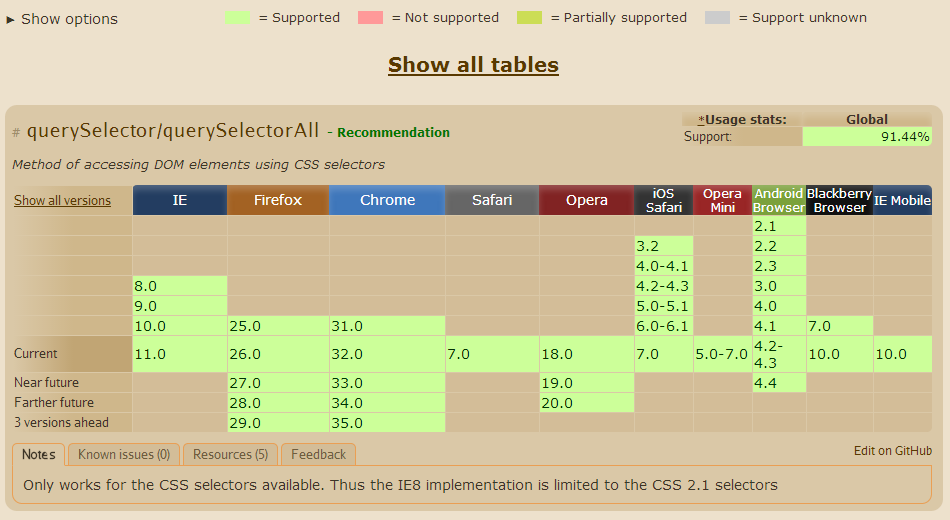 ▸ Show options = Supported = Not supported = Partially supported = Support unknown
Show all tables
# querySelector/querySelectorAll - Recommendation
*Usage stats: Global
Support: 91.44%
Method of accessing DOM elements using CSS selectors
Show all versions IE Firefox Chrome Safari Opera iOS Safari Opera Mini Android Browser Blackberry Browser IE Mobile
2.1
3.2 2.2
4.0-4.1 2.3
8.0 4.2-4.3 3.0
9.0 5.0-5.1 4.0
10.0 25.0 31.0 6.0-6.1 4.1 7.0
Current 11.0 26.0 32.0 7.0 18.0 7.0 5.0-7.0 4.2-4.3 10.0 10.0
Near future 27.0 33.0 19.0 4.4
Farther future 28.0 34.0 20.0
3 versions ahead 29.0 35.0
Notes Known issues (0) Resources (5) Feedback Edit on GitHub
Only works for the CSS selectors available. Thus the IE8 implementation is limited to the CSS 2.1 selectors